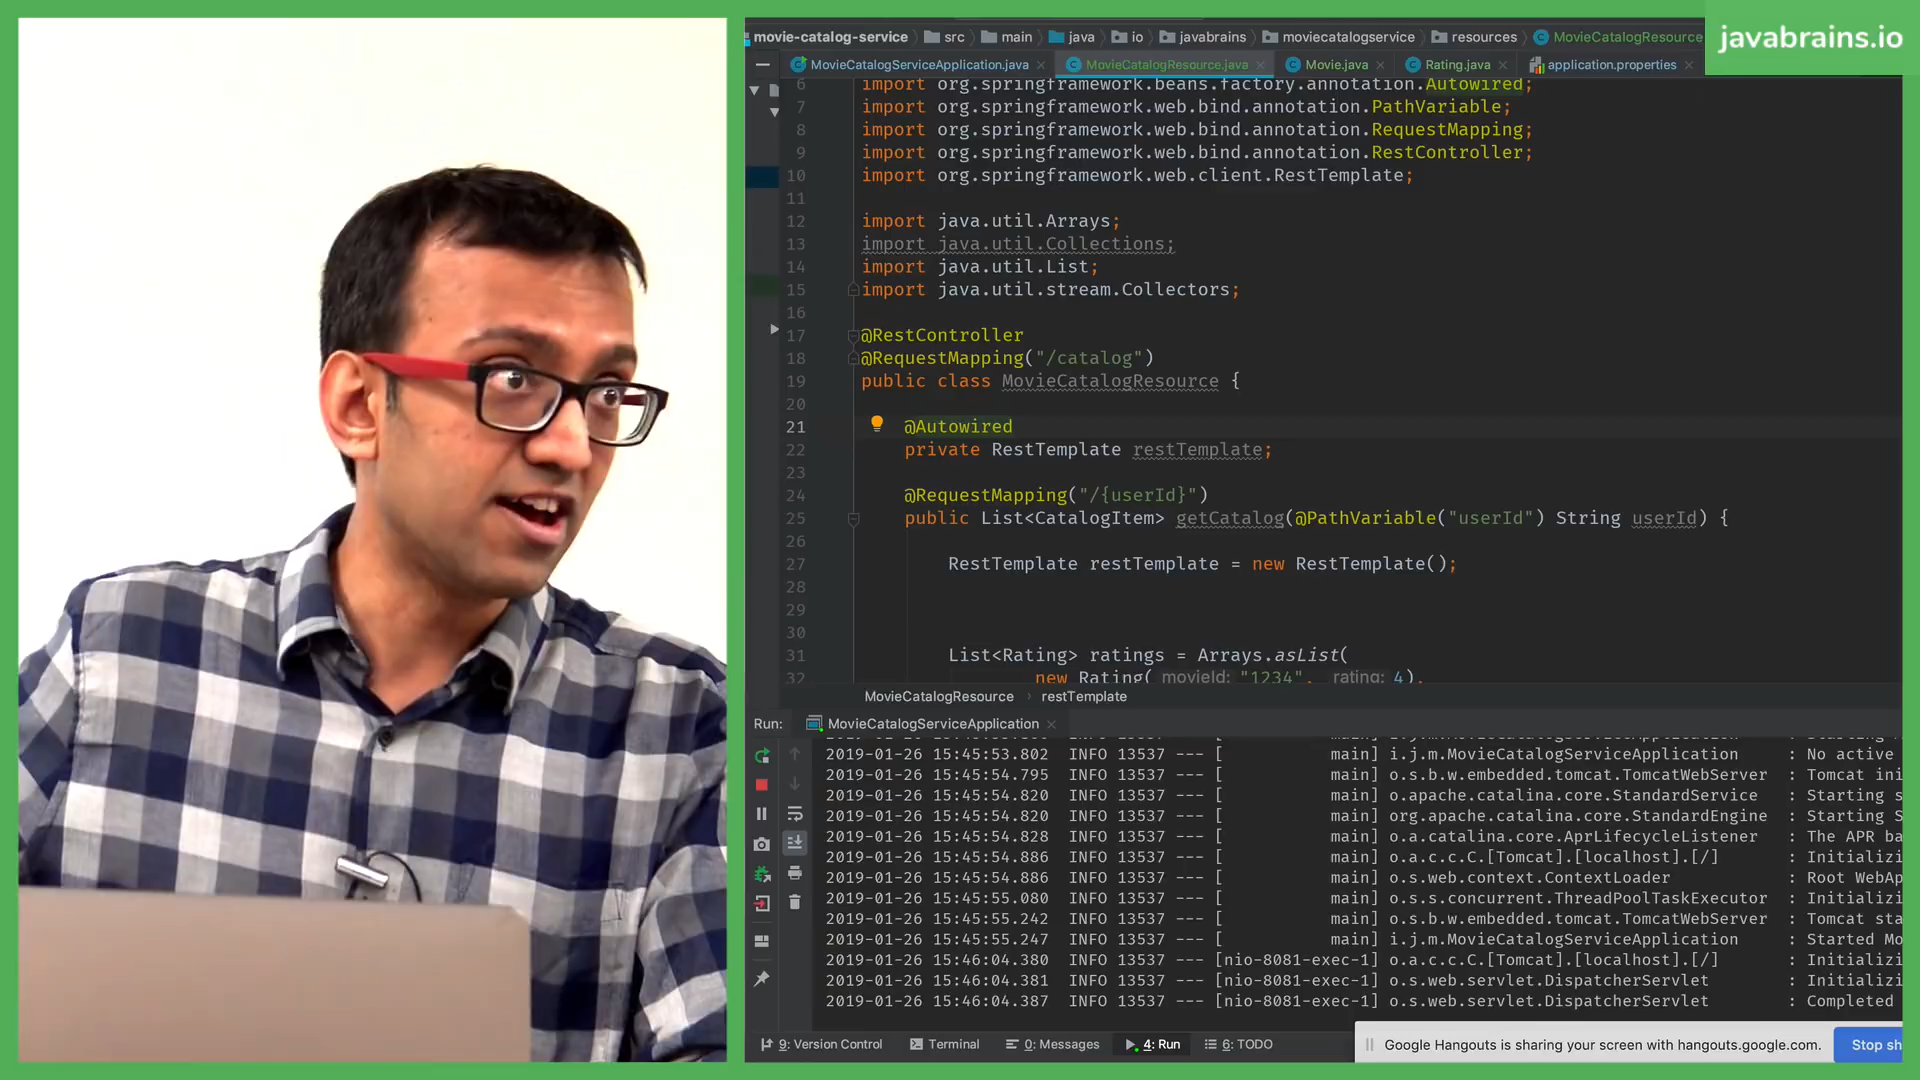 javabrains.io
movie-catalog-service src main java io javabrains moviecatalogservice resources MovieCatalogResource
MovieCatalogServiceApplication.java MovieCatalogResource.java Movie.java Rating.java application.properties
6 import org.springframework.beans.factory.annotation.Autowired;
7 import org.springframework.web.bind.annotation.PathVariable;
8 import org.springframework.web.bind.annotation.RequestMapping;
9 import org.springframework.web.bind.annotation.RestController;
10 import org.springframework.web.client.RestTemplate;
11
12 import java.util.Arrays;
13 import java.util.Collections;
14 import java.util.List;
15 import java.util.stream.Collectors;
16
17 @RestController
18 @RequestMapping("/catalog")
19 public class MovieCatalogResource {
20
21 @Autowired
22 private RestTemplate restTemplate;
23
24 @RequestMapping("/{userId}")
25 public List<CatalogItem> getCatalog(@PathVariable("userId") String userId) {
26
27 RestTemplate restTemplate = new RestTemplate();
28
29
30
31 List<Rating> ratings = Arrays.asList(
32 new Rating( movieId: "1234", rating: 4),
MovieCatalogResource › restTemplate
Run: MovieCatalogServiceApplication
2019-01-26 15:45:53.802 INFO 13537 --- [ main] i.j.m.MovieCatalogServiceApplication : No active
2019-01-26 15:45:54.795 INFO 13537 --- [ main] o.s.b.w.embedded.tomcat.TomcatWebServer : Tomcat ini
2019-01-26 15:45:54.820 INFO 13537 --- [ main] o.apache.catalina.core.StandardService : Starting s
2019-01-26 15:45:54.820 INFO 13537 --- [ main] org.apache.catalina.core.StandardEngine : Starting S
2019-01-26 15:45:54.828 INFO 13537 --- [ main] o.a.catalina.core.AprLifecycleListener : The APR ba
2019-01-26 15:45:54.886 INFO 13537 --- [ main] o.a.c.c.C.[Tomcat].[localhost].[/] : Initializi
2019-01-26 15:45:54.886 INFO 13537 --- [ main] o.s.web.context.ContextLoader : Root WebAp
2019-01-26 15:45:55.080 INFO 13537 --- [ main] o.s.s.concurrent.ThreadPoolTaskExecutor : Initializi
2019-01-26 15:45:55.242 INFO 13537 --- [ main] o.s.b.w.embedded.tomcat.TomcatWebServer : Tomcat sta
2019-01-26 15:45:55.247 INFO 13537 --- [ main] i.j.m.MovieCatalogServiceApplication : Started Mo
2019-01-26 15:46:04.380 INFO 13537 --- [nio-8081-exec-1] o.a.c.c.C.[Tomcat].[localhost].[/] : Initializi
2019-01-26 15:46:04.381 INFO 13537 --- [nio-8081-exec-1] o.s.web.servlet.DispatcherServlet : Initializi
2019-01-26 15:46:04.387 INFO 13537 --- [nio-8081-exec-1] o.s.web.servlet.DispatcherServlet : Completed
9: Version Control Terminal 0: Messages 4: Run 6: TODO
Google Hangouts is sharing your screen with hangouts.google.com. Stop sh